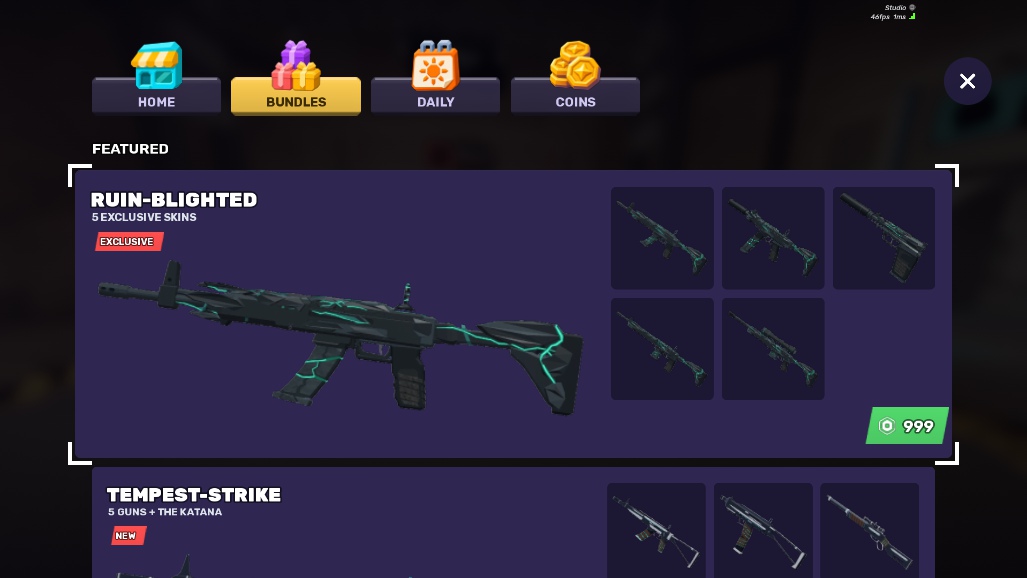 Studio
46fps 1ms
HOME
BUNDLES
DAILY
COINS
FEATURED
RUIN-BLIGHTED
5 EXCLUSIVE SKINS
EXCLUSIVE
999
TEMPEST-STRIKE
5 GUNS + THE KATANA
NEW